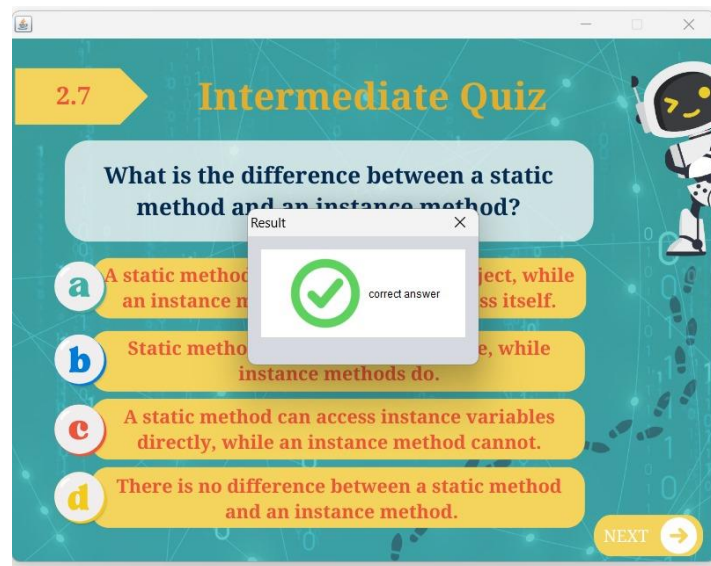 2.7
Intermediate Quiz
What is the difference between a static
method and an instance method?
Result
correct answer
a
A static method ject, while
an instance m ss itself.
b
Static metho e, while
instance methods do.
c
A static method can access instance variables
directly, while an instance method cannot.
d
There is no difference between a static method
and an instance method.
NEXT